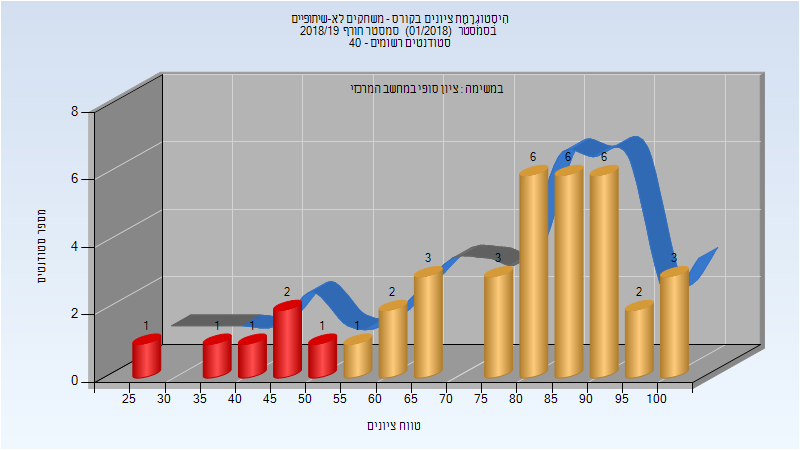 היסטוגרמת ציונים בקורס - משחקים לא-שיתופיים
בסמסטר (01/2018) סמסטר חורף 2018/19
סטודנטים רשומים - 40
במשימה : ציון סופי במחשב המרכזי
מספר סטודנטים
8
6
4
2
0
1
1
1
2
1
1
2
3
3
6
6
6
2
3
25 30 35 40 45 50 55 60 65 70 75 80 85 90 95 100
טווח ציונים